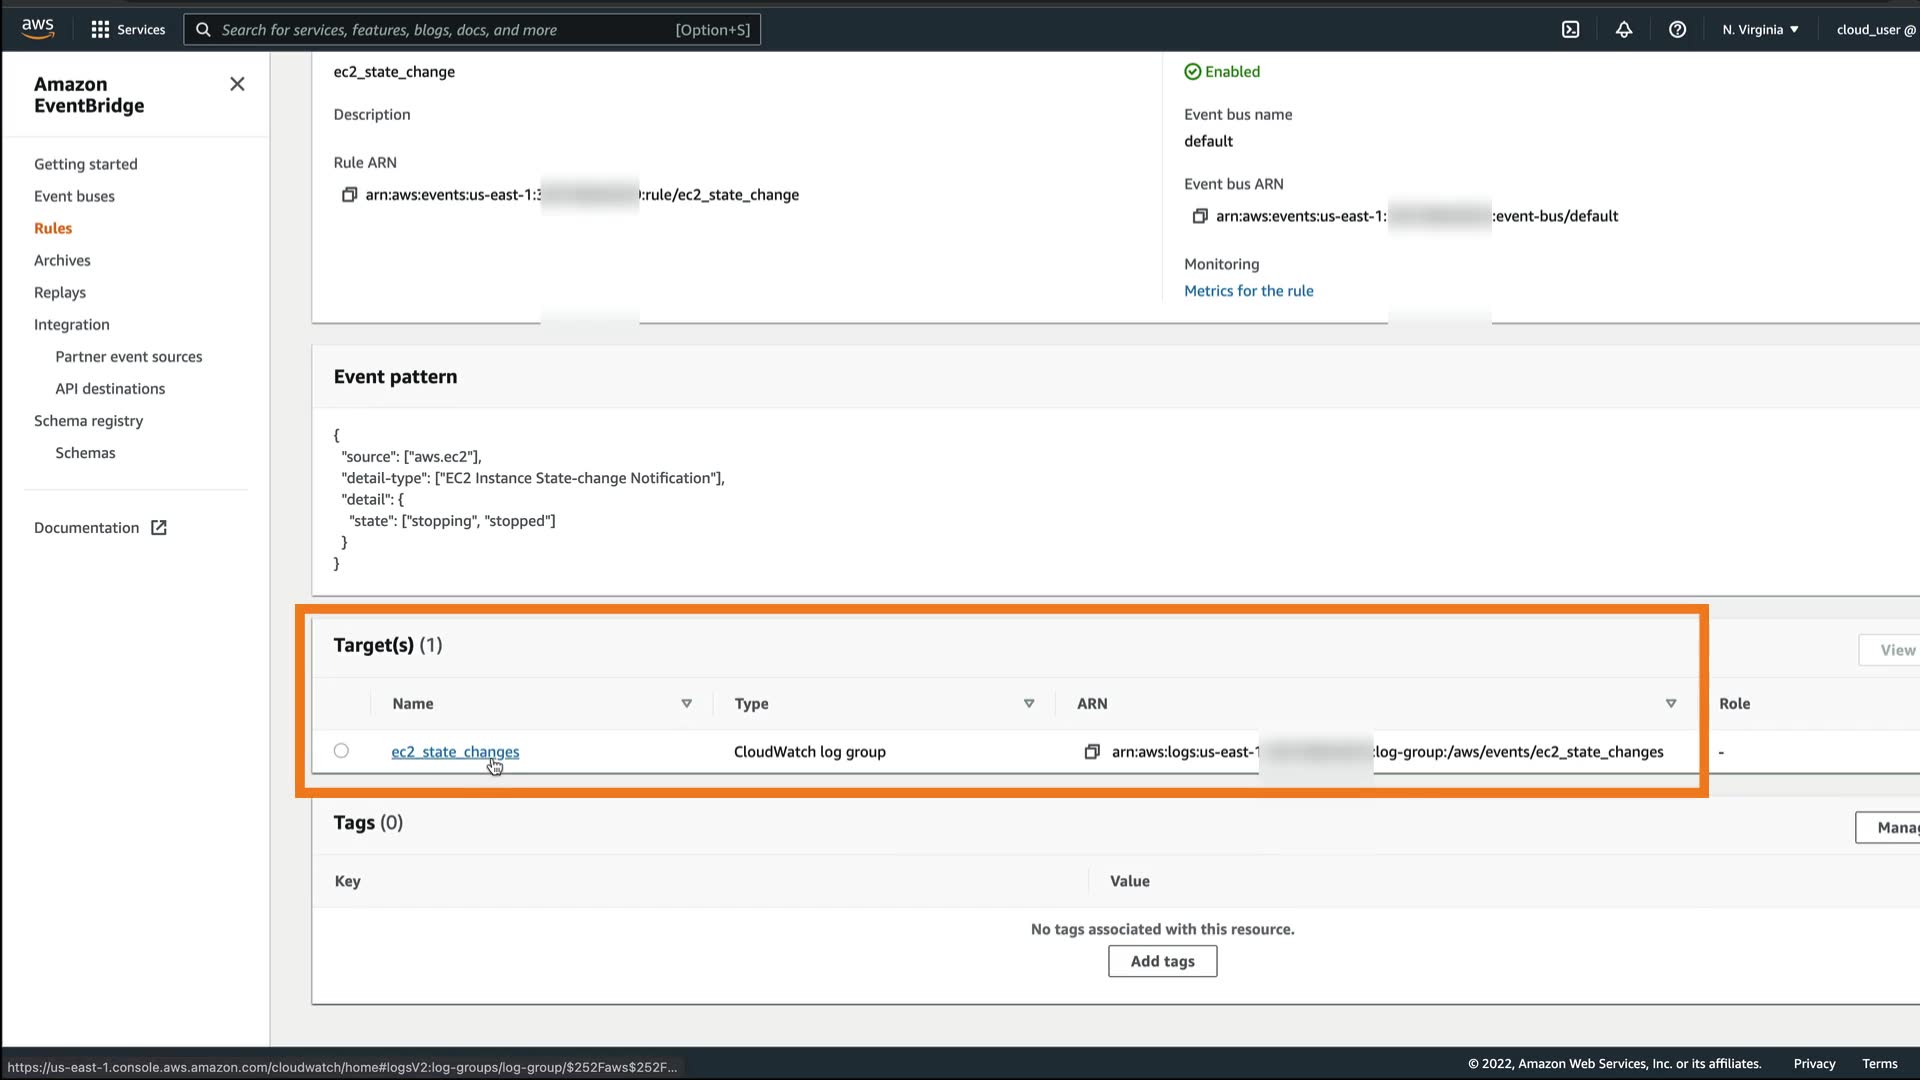 aws
Services
Search for services, features, blogs, docs, and more
[Option+S]
N. Virginia
cloud_user @
Amazon
EventBridge
Getting started
Event buses
Rules
Archives
Replays
Integration
Partner event sources
API destinations
Schema registry
Schemas
Documentation
ec2_state_change
Description
Rule ARN
arn:aws:events:us-east-1: :rule/ec2_state_change
Enabled
Event bus name
default
Event bus ARN
arn:aws:events:us-east-1: :event-bus/default
Monitoring
Metrics for the rule
Event pattern
{
"source": ["aws.ec2"],
"detail-type": ["EC2 Instance State-change Notification"],
"detail": {
"state": ["stopping", "stopped"]
}
}
Target(s) (1)
View
Name
Type
ARN
Role
ec2_state_changes
CloudWatch log group
arn:aws:logs:us-east-1 :log-group:/aws/events/ec2_state_changes
-
Tags (0)
Manag
Key
Value
No tags associated with this resource.
Add tags
https://us-east-1.console.aws.amazon.com/cloudwatch/home#logsV2:log-groups/log-group/$252Faws$252F...
© 2022, Amazon Web Services, Inc. or its affiliates.
Privacy
Terms